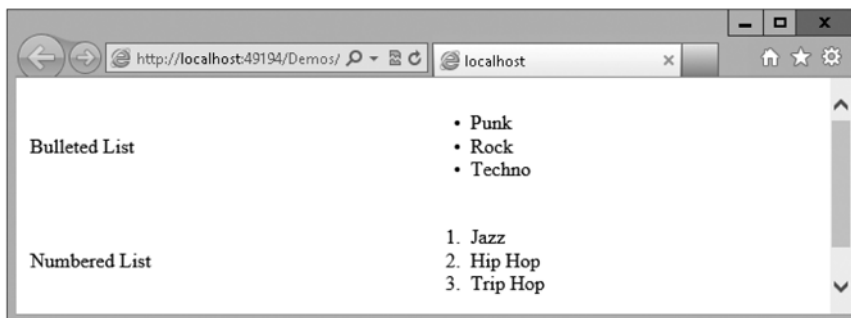 http://localhost:49194/Demos/
localhost
Bulleted List
• Punk
• Rock
• Techno
Numbered List
1. Jazz
2. Hip Hop
3. Trip Hop